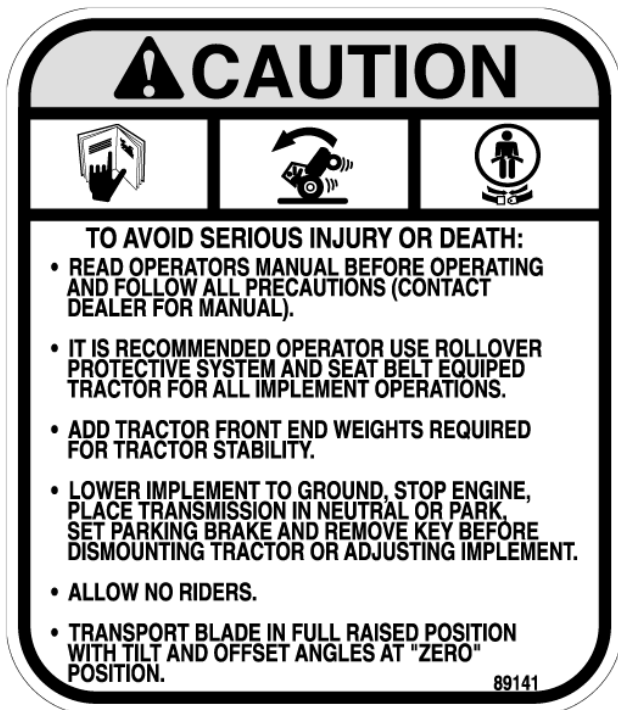 CAUTION
TO AVOID SERIOUS INJURY OR DEATH:
• READ OPERATORS MANUAL BEFORE OPERATING
AND FOLLOW ALL PRECAUTIONS (CONTACT
DEALER FOR MANUAL).
• IT IS RECOMMENDED OPERATOR USE ROLLOVER
PROTECTIVE SYSTEM AND SEAT BELT EQUIPED
TRACTOR FOR ALL IMPLEMENT OPERATIONS.
• ADD TRACTOR FRONT END WEIGHTS REQUIRED
FOR TRACTOR STABILITY.
• LOWER IMPLEMENT TO GROUND, STOP ENGINE,
PLACE TRANSMISSION IN NEUTRAL OR PARK,
SET PARKING BRAKE AND REMOVE KEY BEFORE
DISMOUNTING TRACTOR OR ADJUSTING IMPLEMENT.
• ALLOW NO RIDERS.
• TRANSPORT BLADE IN FULL RAISED POSITION
WITH TILT AND OFFSET ANGLES AT "ZERO"
POSITION.
89141